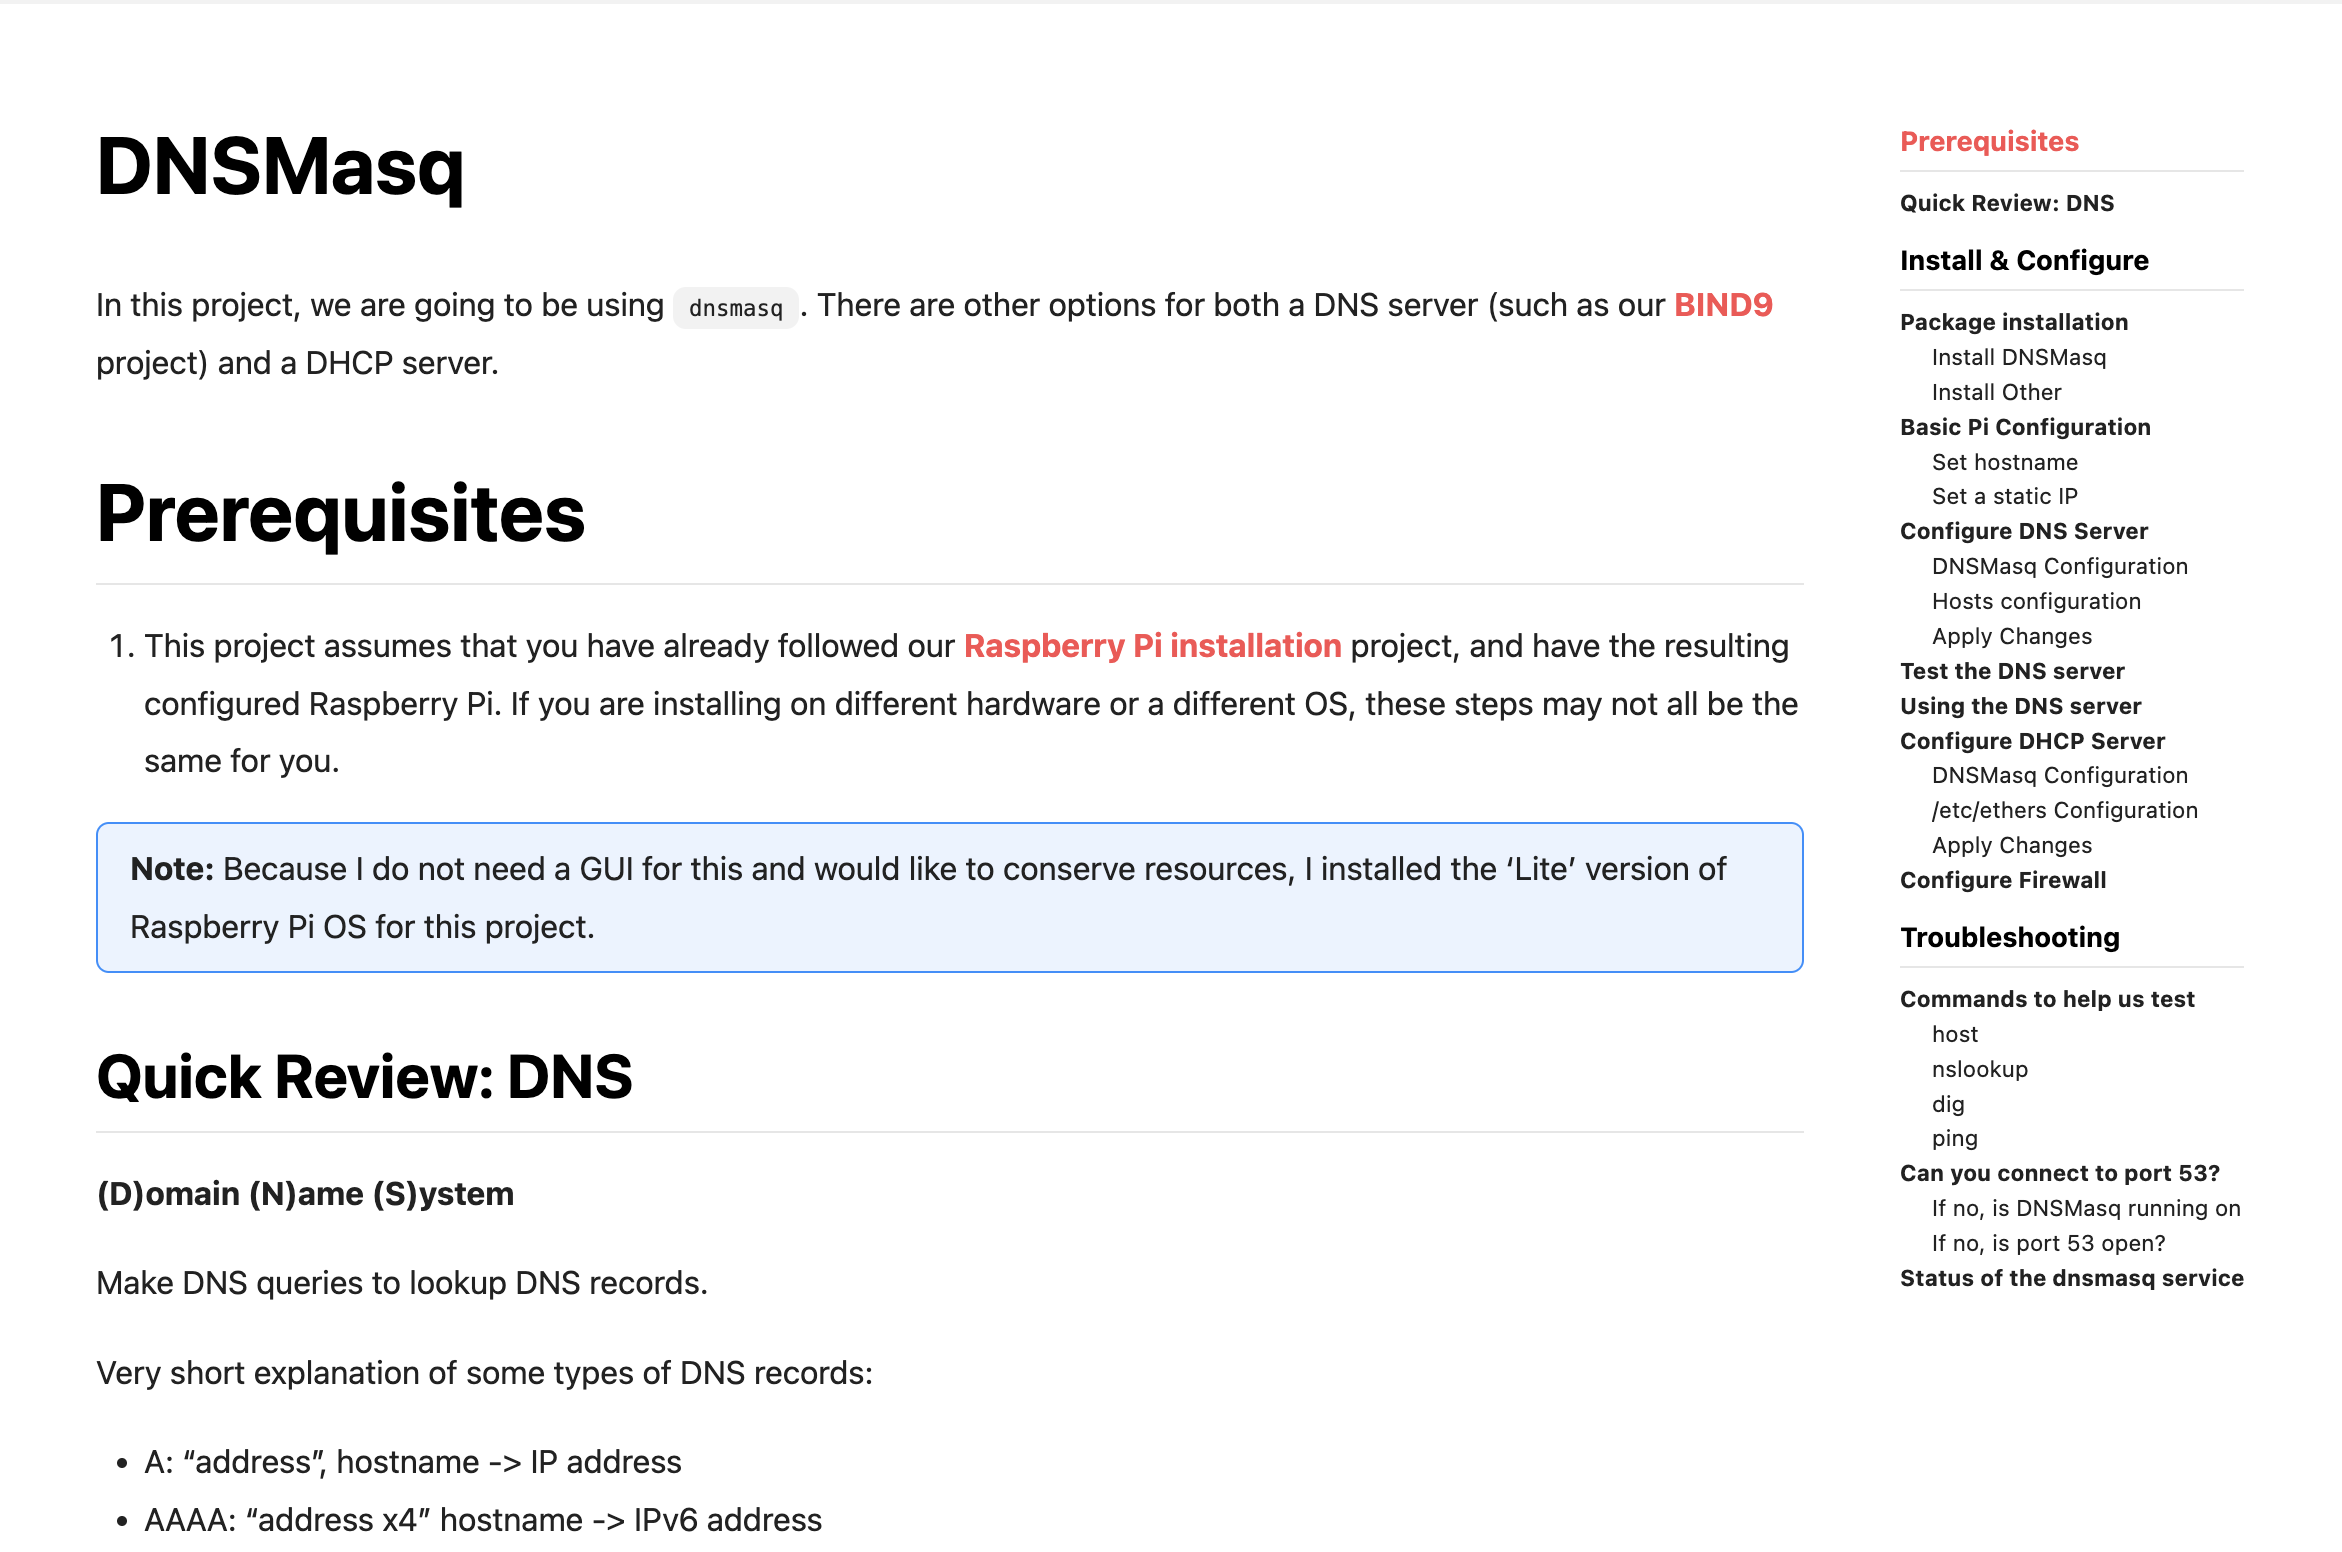 DNSMasq
In this project, we are going to be using dnsmasq. There are other options for both a DNS server (such as our BIND9
project) and a DHCP server.
Prerequisites
1. This project assumes that you have already followed our Raspberry Pi installation project, and have the resulting
configured Raspberry Pi. If you are installing on different hardware or a different OS, these steps may not all be the
same for you.
Note: Because I do not need a GUI for this and would like to conserve resources, I installed the ‘Lite’ version of
Raspberry Pi OS for this project.
Quick Review: DNS
(D)omain (N)ame (S)ystem
Make DNS queries to lookup DNS records.
Very short explanation of some types of DNS records:
• A: “address”, hostname -> IP address
• AAAA: “address x4” hostname -> IPv6 address
Prerequisites
Quick Review: DNS
Install & Configure
Package installation
Install DNSMasq
Install Other
Basic Pi Configuration
Set hostname
Set a static IP
Configure DNS Server
DNSMasq Configuration
Hosts configuration
Apply Changes
Test the DNS server
Using the DNS server
Configure DHCP Server
DNSMasq Configuration
/etc/ethers Configuration
Apply Changes
Configure Firewall
Troubleshooting
Commands to help us test
host
nslookup
dig
ping
Can you connect to port 53?
If no, is DNSMasq running on
If no, is port 53 open?
Status of the dnsmasq service